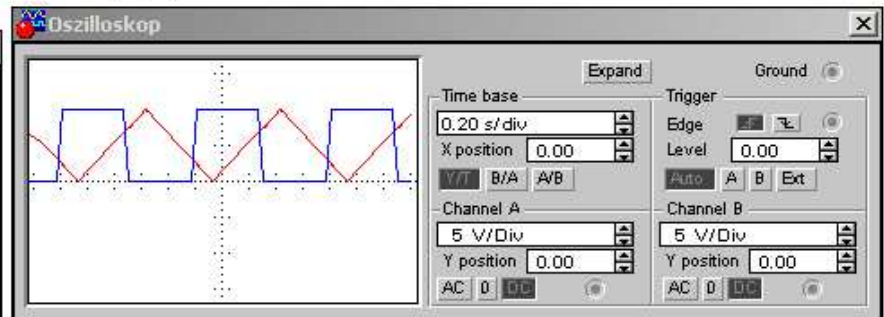 Oszilloskop
Expand Ground
Time base Trigger
0.20 s/div Edge
X position 0.00 Level 0.00
Y/T B/A A/B Auto A B Ext
Channel A Channel B
5 V/Div 5 V/Div
Y position 0.00 Y position 0.00
AC 0 DC AC 0 DC